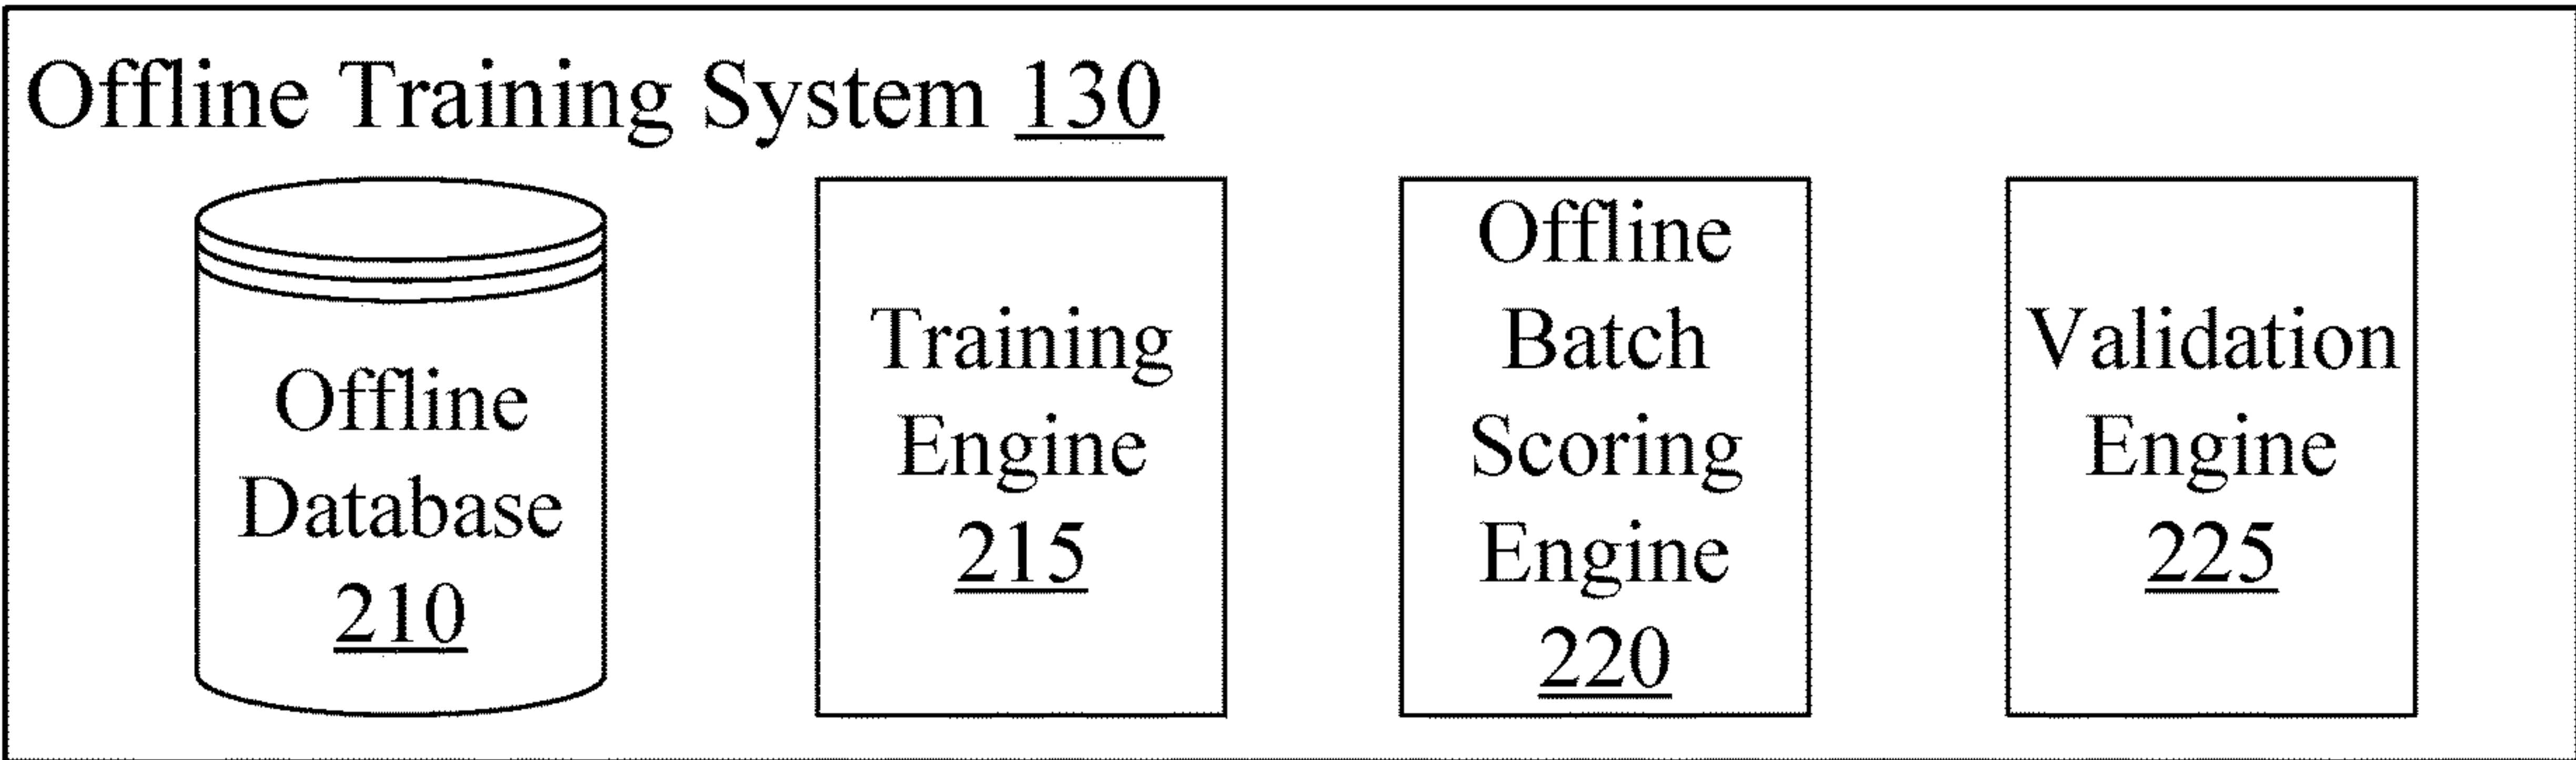 Offline Training System 130
Offline
Database
210
Training
Engine
215
Offline
Batch
Scoring
Engine
220
Validation
Engine
225